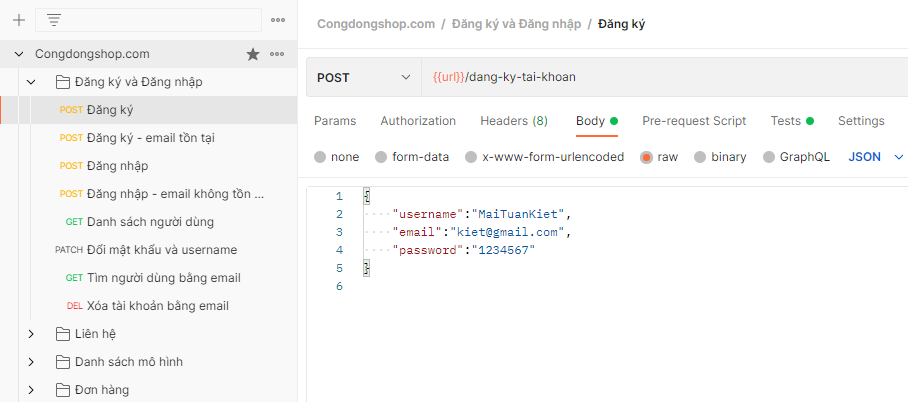 Congdongshop.com
Đăng ký và Đăng nhập
POST Đăng ký
POST Đăng ký - email tồn tại
POST Đăng nhập
POST Đăng nhập - email không tồn ...
GET Danh sách người dùng
PATCH Đổi mật khẩu và username
GET Tìm người dùng bằng email
DEL Xóa tài khoản bằng email
Liên hệ
Danh sách mô hình
Đơn hàng
Congdongshop.com / Đăng ký và Đăng nhập / Đăng ký
POST {{url}}/dang-ky-tai-khoan
Params Authorization Headers (8) Body Pre-request Script Tests Settings
none form-data x-www-form-urlencoded raw binary GraphQL JSON
1 {
2 "username":"MaiTuanKiet",
3 "email":"kiet@gmail.com",
4 "password":"1234567"
5 }
6